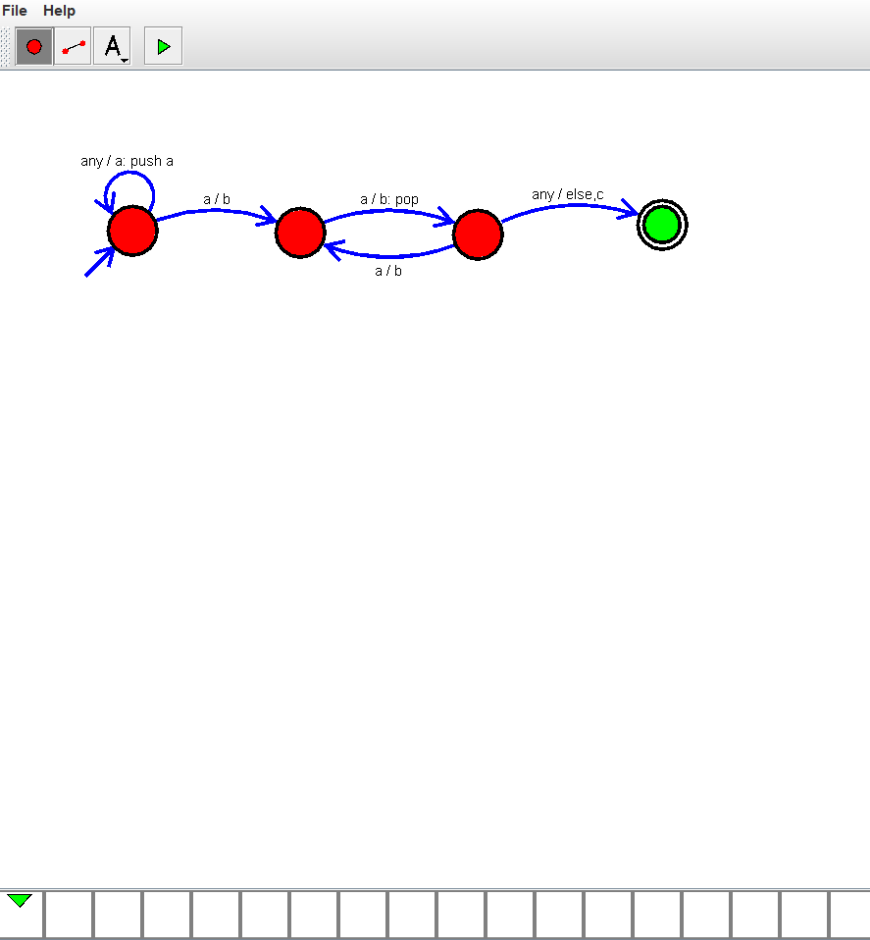 File Help
A
any / a: push a
a / b
a / b: pop
any / else,c
a / b